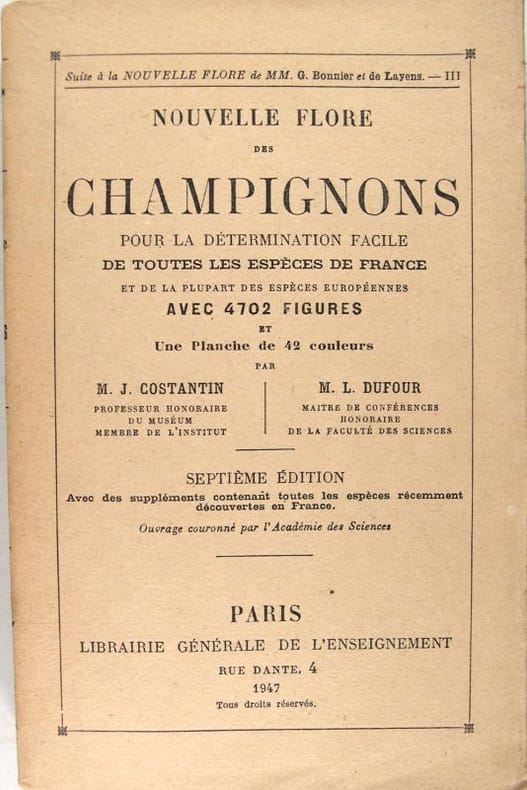 Suite à la NOUVELLE FLORE de MM. G. Bonnier et de Layens. — III
NOUVELLE FLORE
DES
CHAMPIGNONS
POUR LA DÉTERMINATION FACILE
DE TOUTES LES ESPÈCES DE FRANCE
ET DE LA PLUPART DES ESPÈCES EUROPÉENNES
AVEC 4702 FIGURES
ET
Une Planche de 42 couleurs
PAR
M. J. COSTANTIN
PROFESSEUR HONORAIRE
DU MUSÉUM
MEMBRE DE L'INSTITUT
M. L. DUFOUR
MAITRE DE CONFÉRENCES
HONORAIRE
DE LA FACULTÉ DES SCIENCES
SEPTIÈME ÉDITION
Avec des suppléments contenant toutes les espèces récemment
découvertes en France.
Ouvrage couronné par l'Académie des Sciences
PARIS
LIBRAIRIE GÉNÉRALE DE L'ENSEIGNEMENT
RUE DANTE, 4
1947
Tous droits réservés.